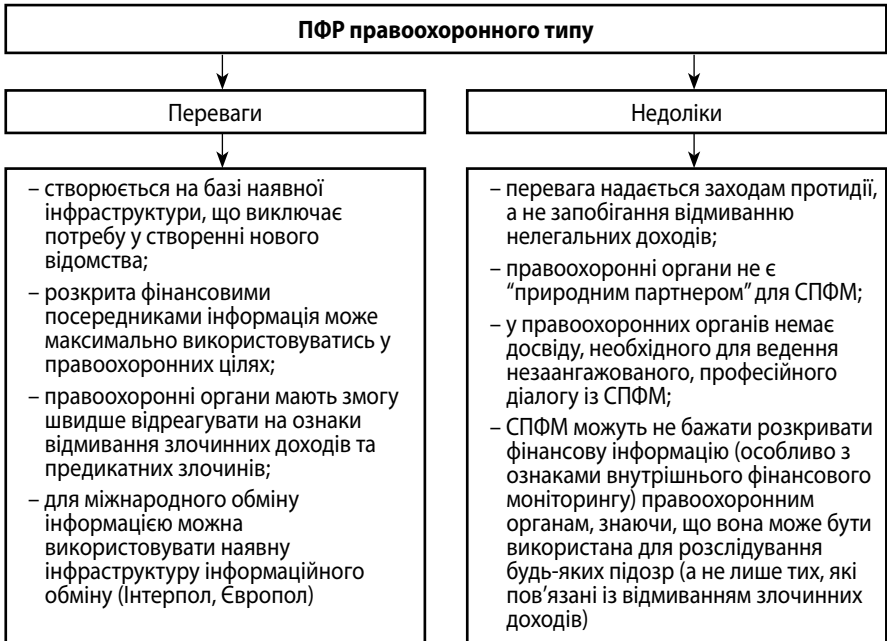 ПФР правоохоронного типу
Переваги
– створюється на базі наявної
інфраструктури, що виключає
потребу у створенні нового
відомства;
– розкрита фінансовими
посередниками інформація може
максимально використовуватись у
правоохоронних цілях;
– правоохоронні органи мають змогу
швидше відреагувати на ознаки
відмивання злочинних доходів та
предикатних злочинів;
– для міжнародного обміну
інформацією можна
використовувати наявну
інфраструктуру інформаційного
обміну (Інтерпол, Європол)
Недоліки
– перевага надається заходам протидії,
а не запобігання відмиванню
нелегальних доходів;
– правоохоронні органи не є
“природним партнером” для СПФМ;
– у правоохоронних органів немає
досвіду, необхідного для ведення
незаангажованого, професійного
діалогу із СПФМ;
– СПФМ можуть не бажати розкривати
фінансову інформацію (особливо з
ознаками внутрішнього фінансового
моніторингу) правоохоронним
органам, знаючи, що вона може бути
використана для розслідування
будь-яких підозр (а не лише тих, які
пов’язані із відмиванням злочинних
доходів)